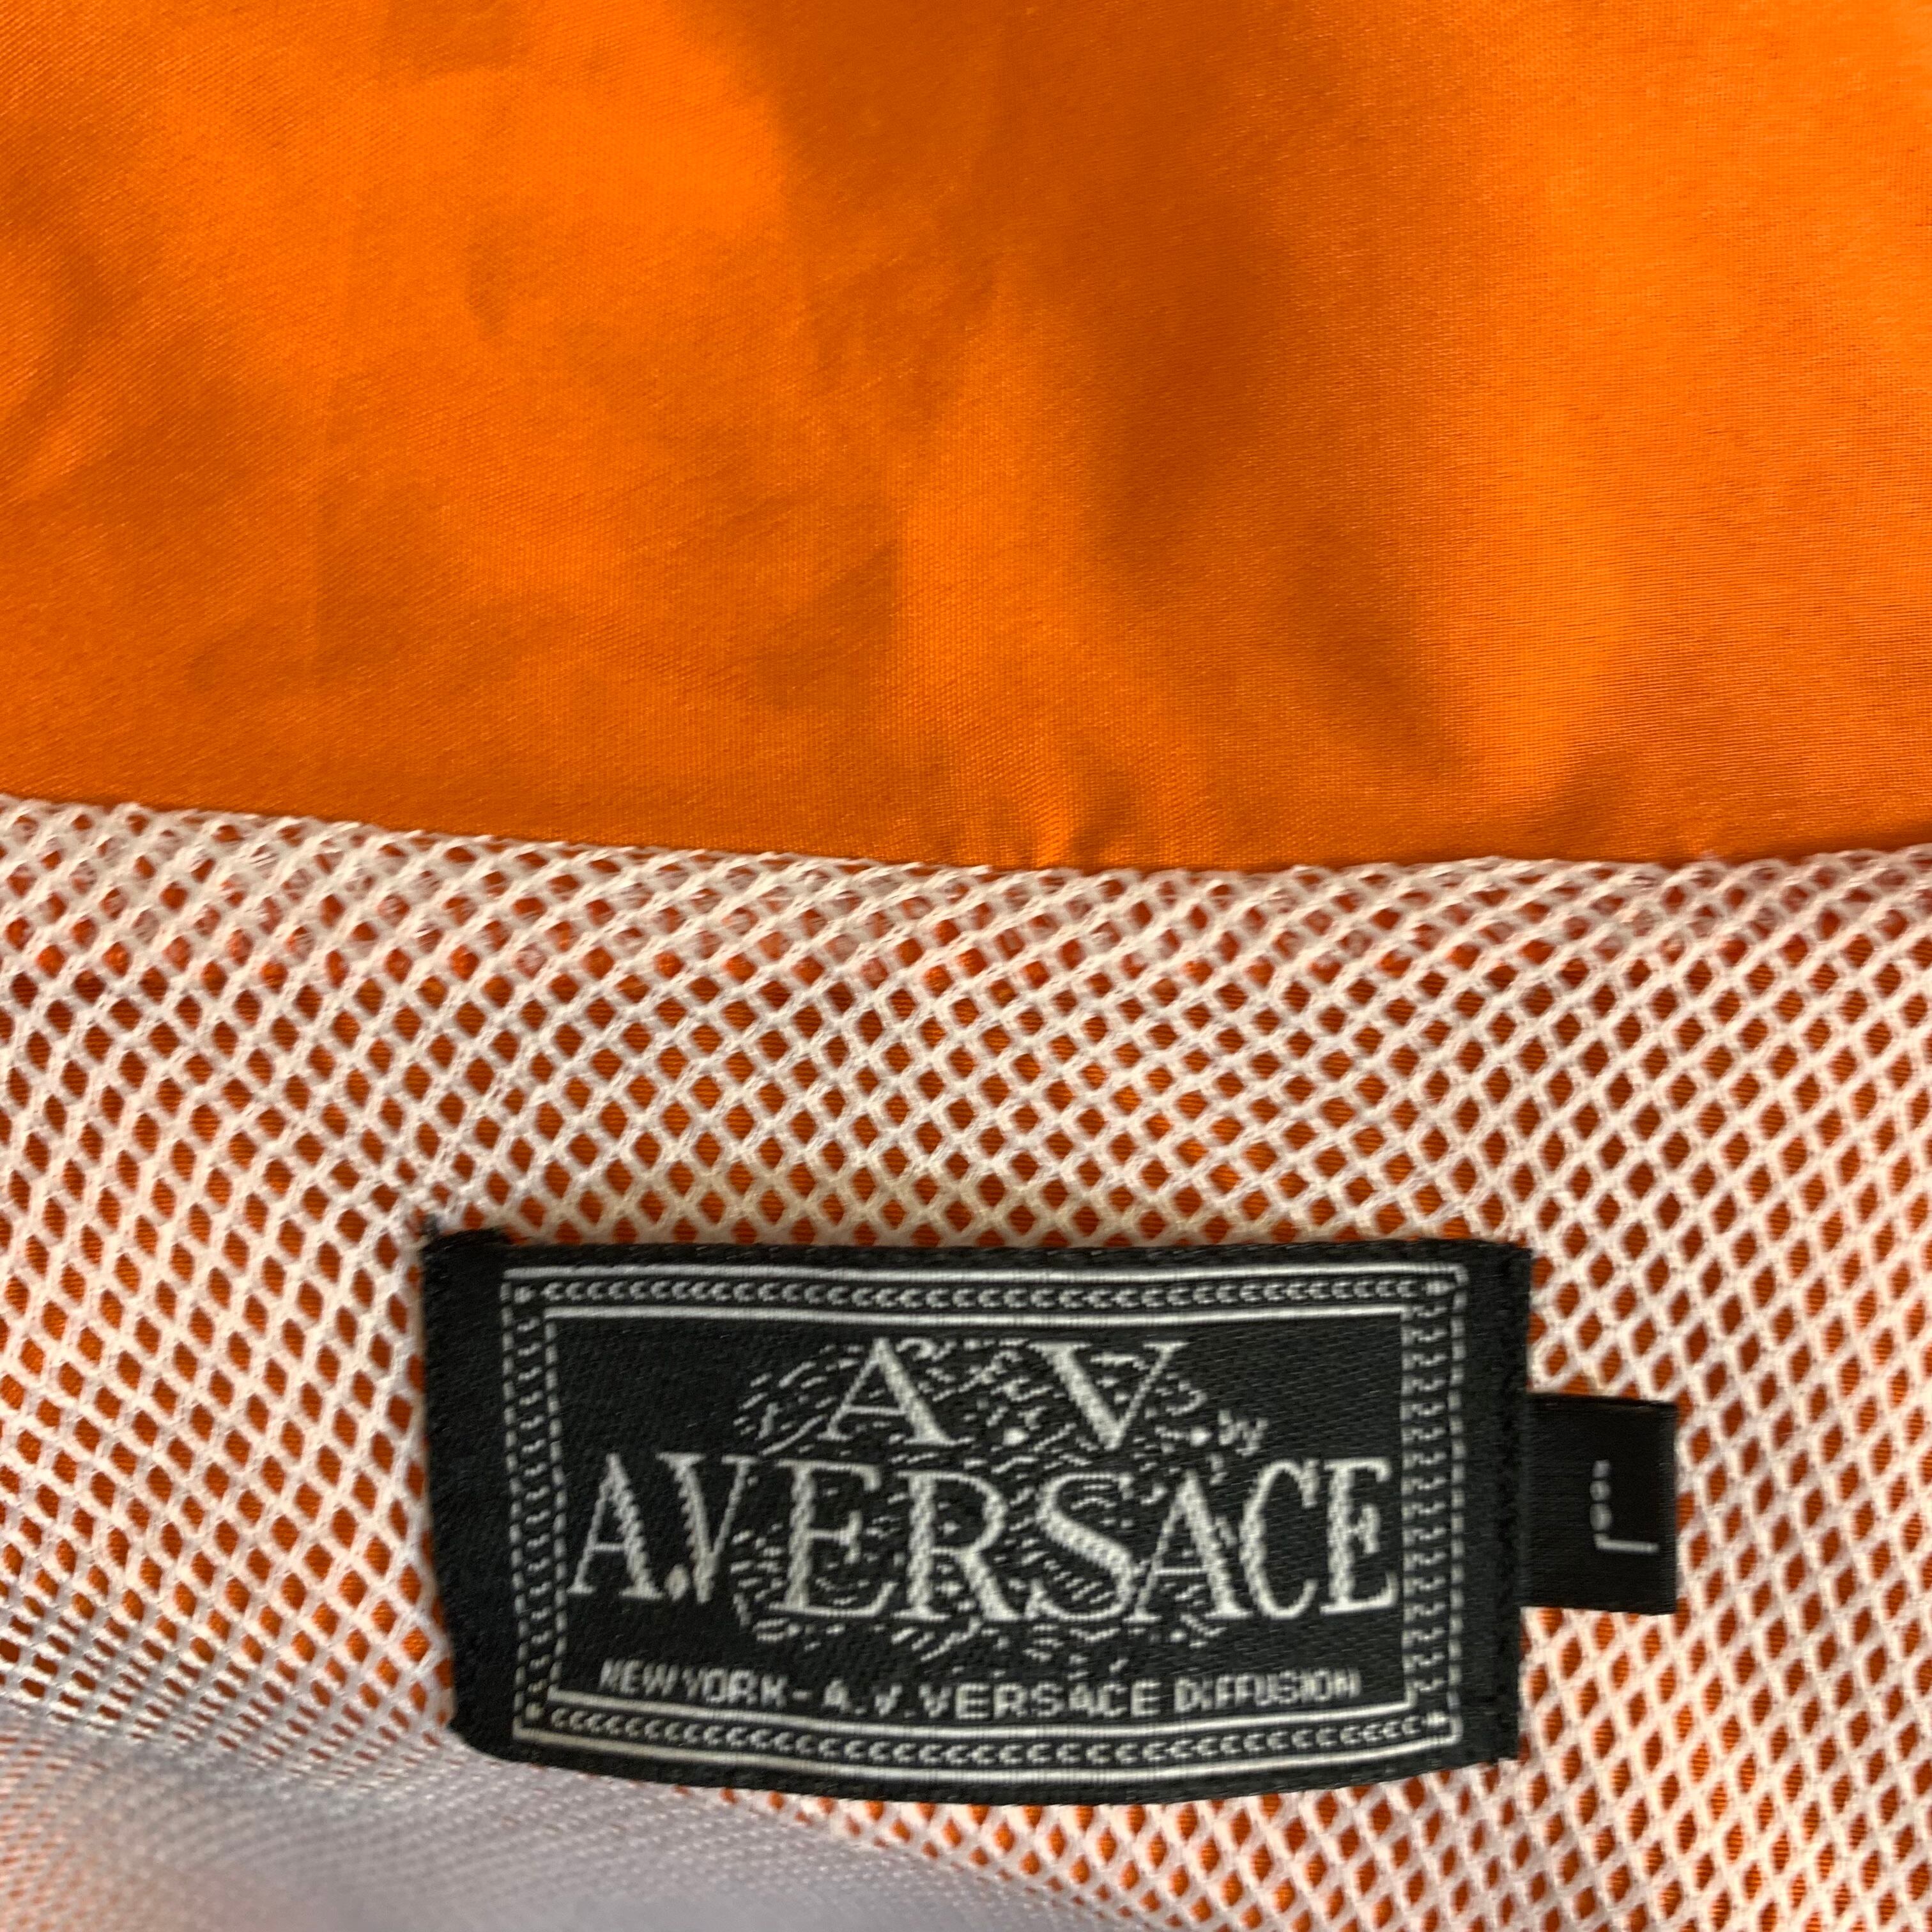 A.V. by
A.VERSACE
NEW YORK - A.V. VERSACE DIFFUSION
L